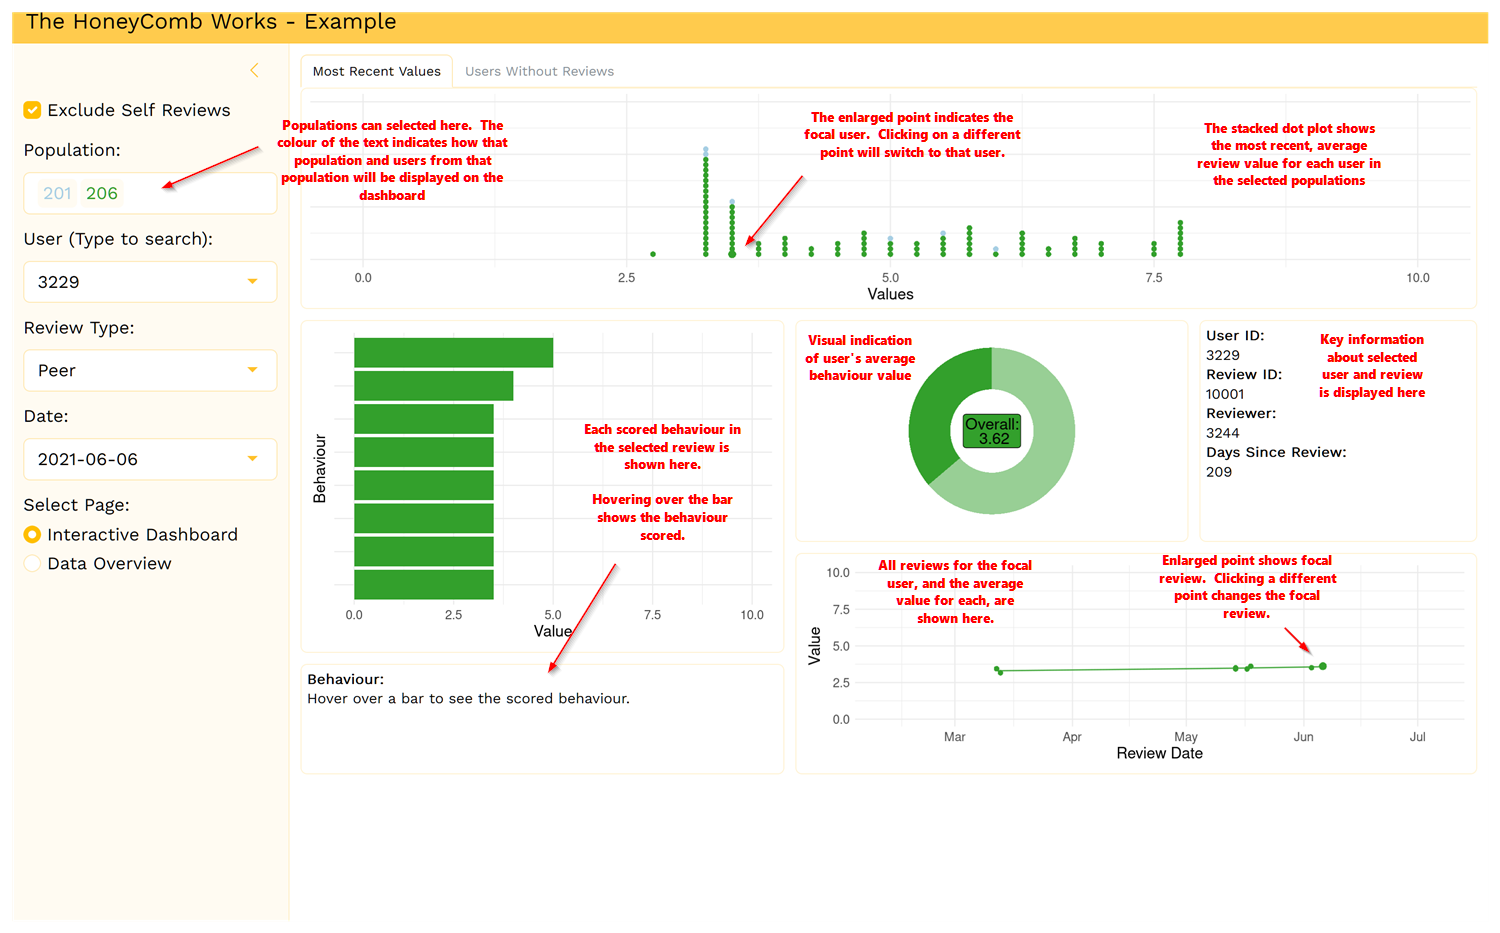 The HoneyComb Works - Example
Exclude Self Reviews
Population:
201 206
User (Type to search):
3229
Review Type:
Peer
Date:
2021-06-06
Select Page:
Interactive Dashboard
Data Overview
Most Recent Values
Users Without Reviews
Populations can selected here. The
colour of the text indicates how that
population and users from that
population will be displayed on the
dashboard
The enlarged point indicates the
focal user. Clicking on a different
point will switch to that user.
The stacked dot plot shows
the most recent, average
review value for each user in
the selected populations
0.0 2.5 5.0 7.5 10.0
Values
Behaviour
Each scored behaviour in
the selected review is
shown here.
Hovering over the bar
shows the behaviour
scored.
0.0 2.5 5.0 7.5 10.0
Value
Behaviour:
Hover over a bar to see the scored behaviour.
Visual indication
of user's average
behaviour value
Overall:
3.62
User ID:
3229
Review ID:
10001
Reviewer:
3244
Days Since Review:
209
Key information
about selected
user and review
is displayed here
All reviews for the focal
user, and the average
value for each, are
shown here.
Enlarged point shows focal
review. Clicking a different
point changes the focal
review.
Value
10.0
7.5
5.0
2.5
0.0
Mar Apr May Jun Jul
Review Date